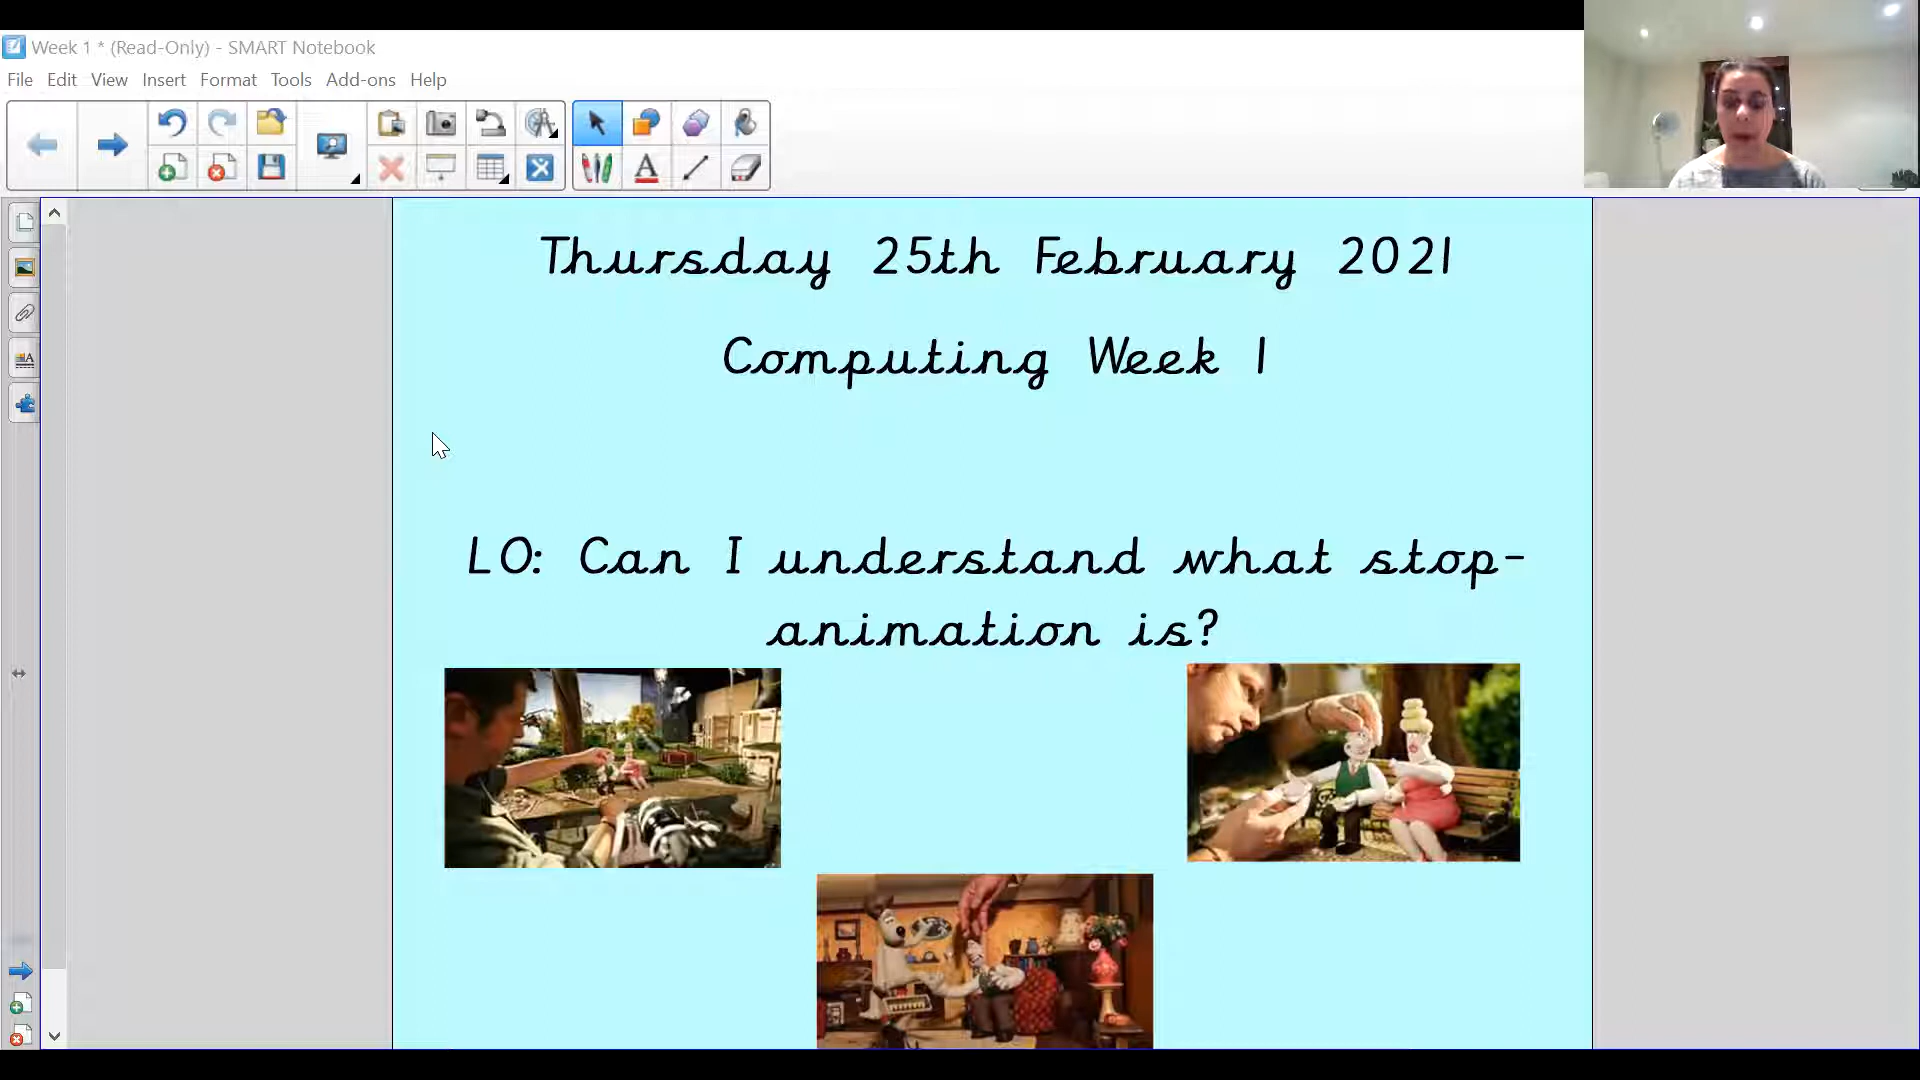 Week 1 * (Read-Only) - SMART Notebook
File Edit View Insert Format Tools Add-ons Help
Thursday 25th February 2021
Computing Week 1
LO: Can I understand what stop-
animation is?